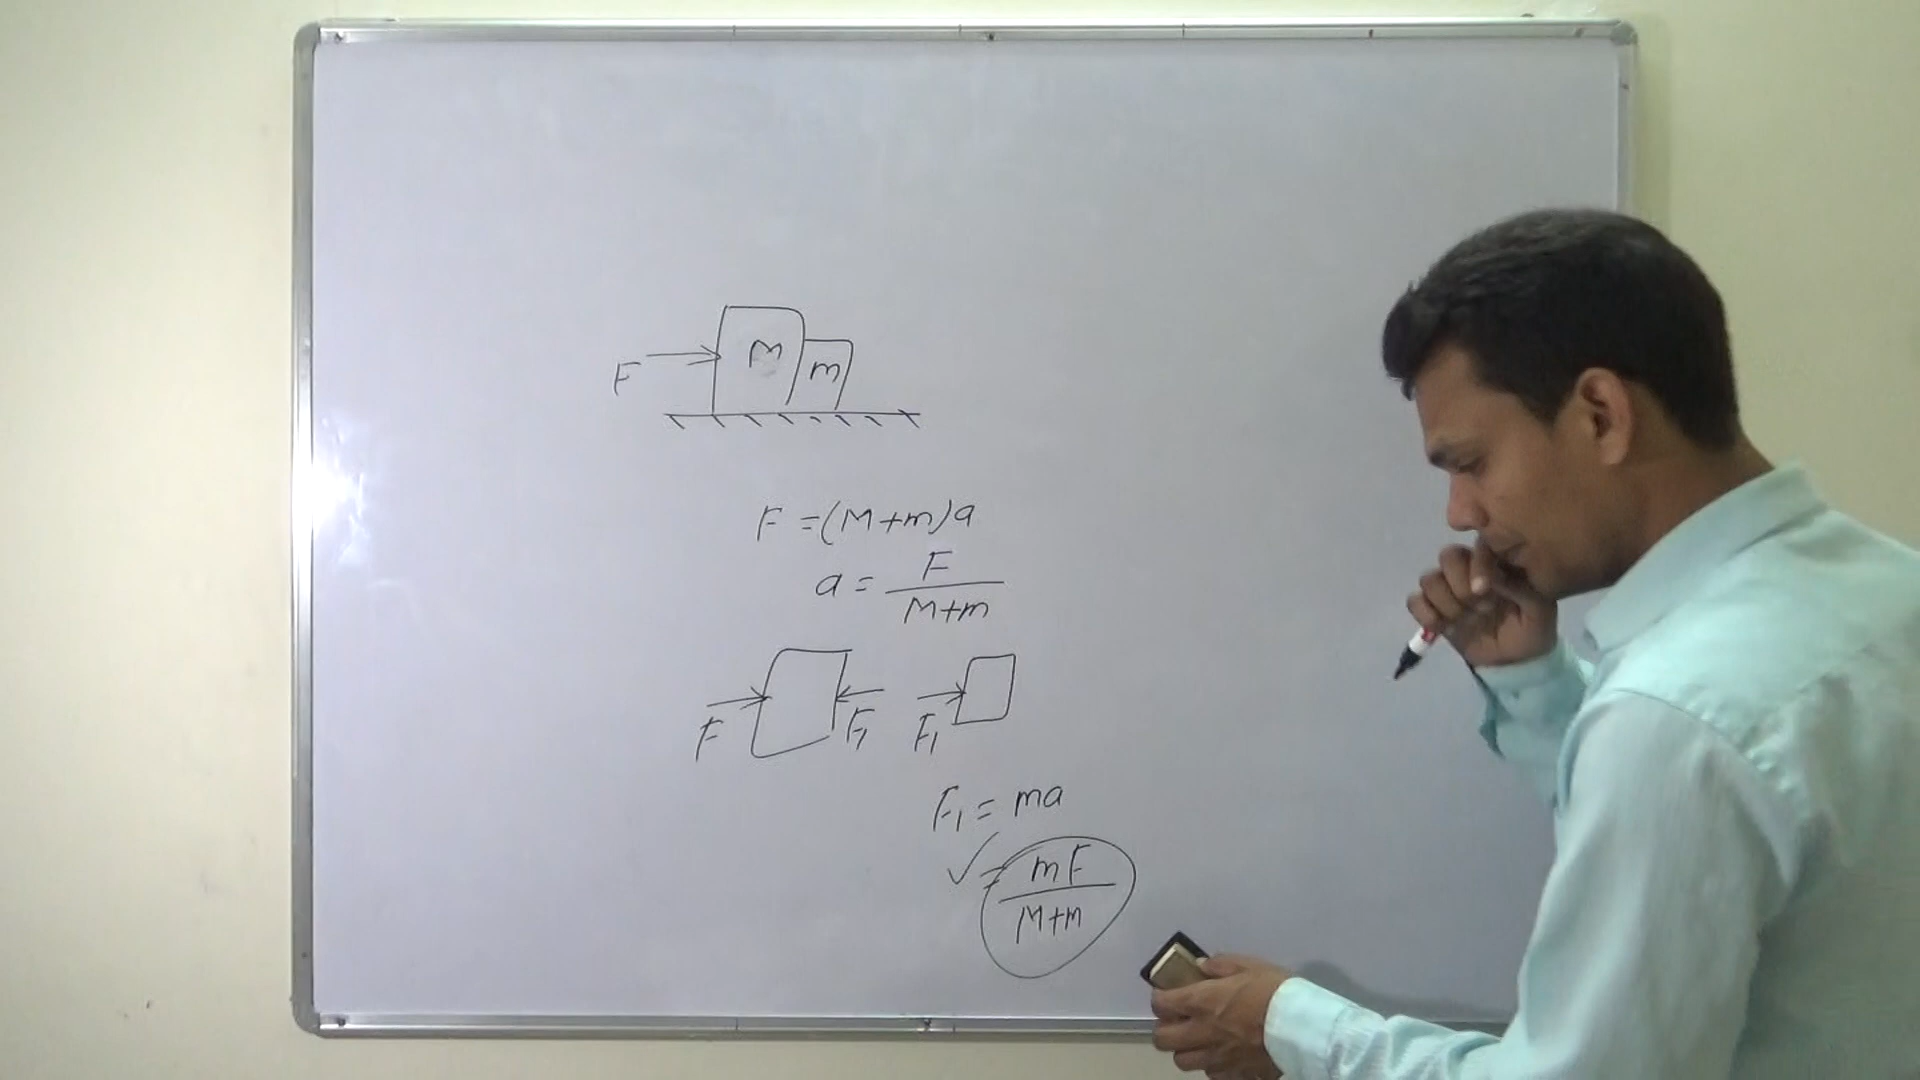 M
m
F
F = (M+m)a
a = F
M+m
F F₁ F₁
F₁ = ma
= mF
M+m